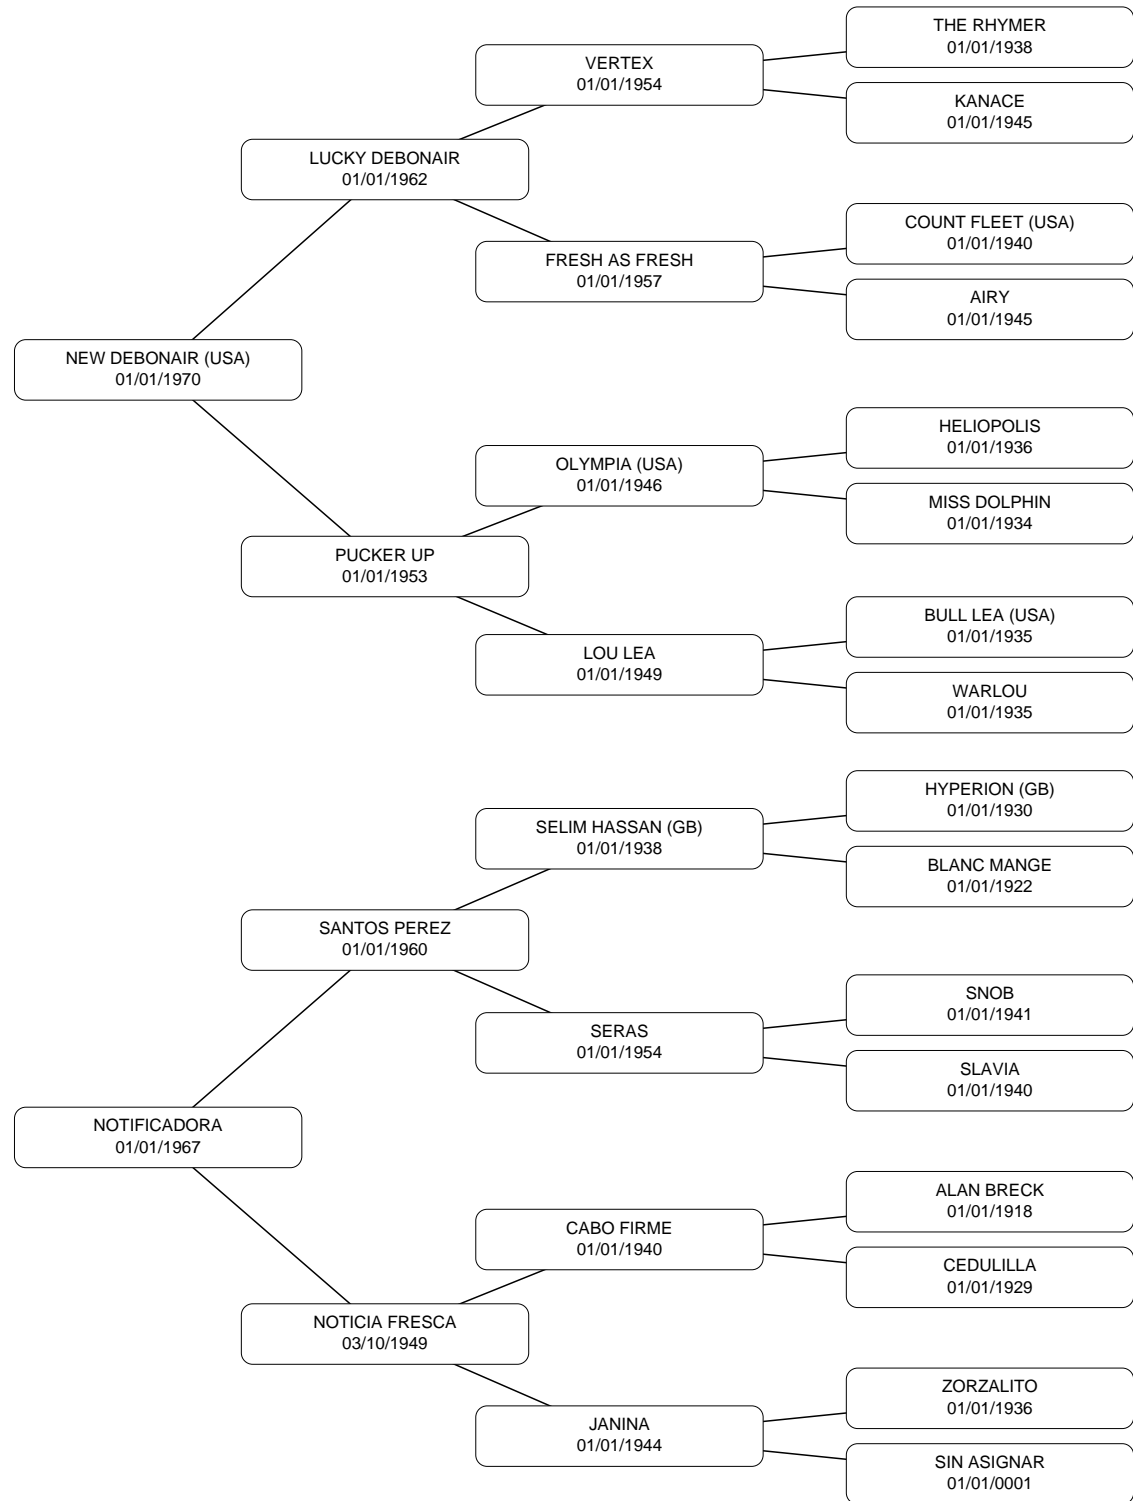 THE RHYMER
01/01/1938
VERTEX
01/01/1954
KANACE
01/01/1945
LUCKY DEBONAIR
01/01/1962
COUNT FLEET (USA)
01/01/1940
FRESH AS FRESH
01/01/1957
AIRY
01/01/1945
NEW DEBONAIR (USA)
01/01/1970
HELIOPOLIS
01/01/1936
OLYMPIA (USA)
01/01/1946
MISS DOLPHIN
01/01/1934
PUCKER UP
01/01/1953
BULL LEA (USA)
01/01/1935
LOU LEA
01/01/1949
WARLOU
01/01/1935
HYPERION (GB)
01/01/1930
SELIM HASSAN (GB)
01/01/1938
BLANC MANGE
01/01/1922
SANTOS PEREZ
01/01/1960
SNOB
01/01/1941
SERAS
01/01/1954
SLAVIA
01/01/1940
NOTIFICADORA
01/01/1967
ALAN BRECK
01/01/1918
CABO FIRME
01/01/1940
CEDULILLA
01/01/1929
NOTICIA FRESCA
03/10/1949
ZORZALITO
01/01/1936
JANINA
01/01/1944
SIN ASIGNAR
01/01/0001